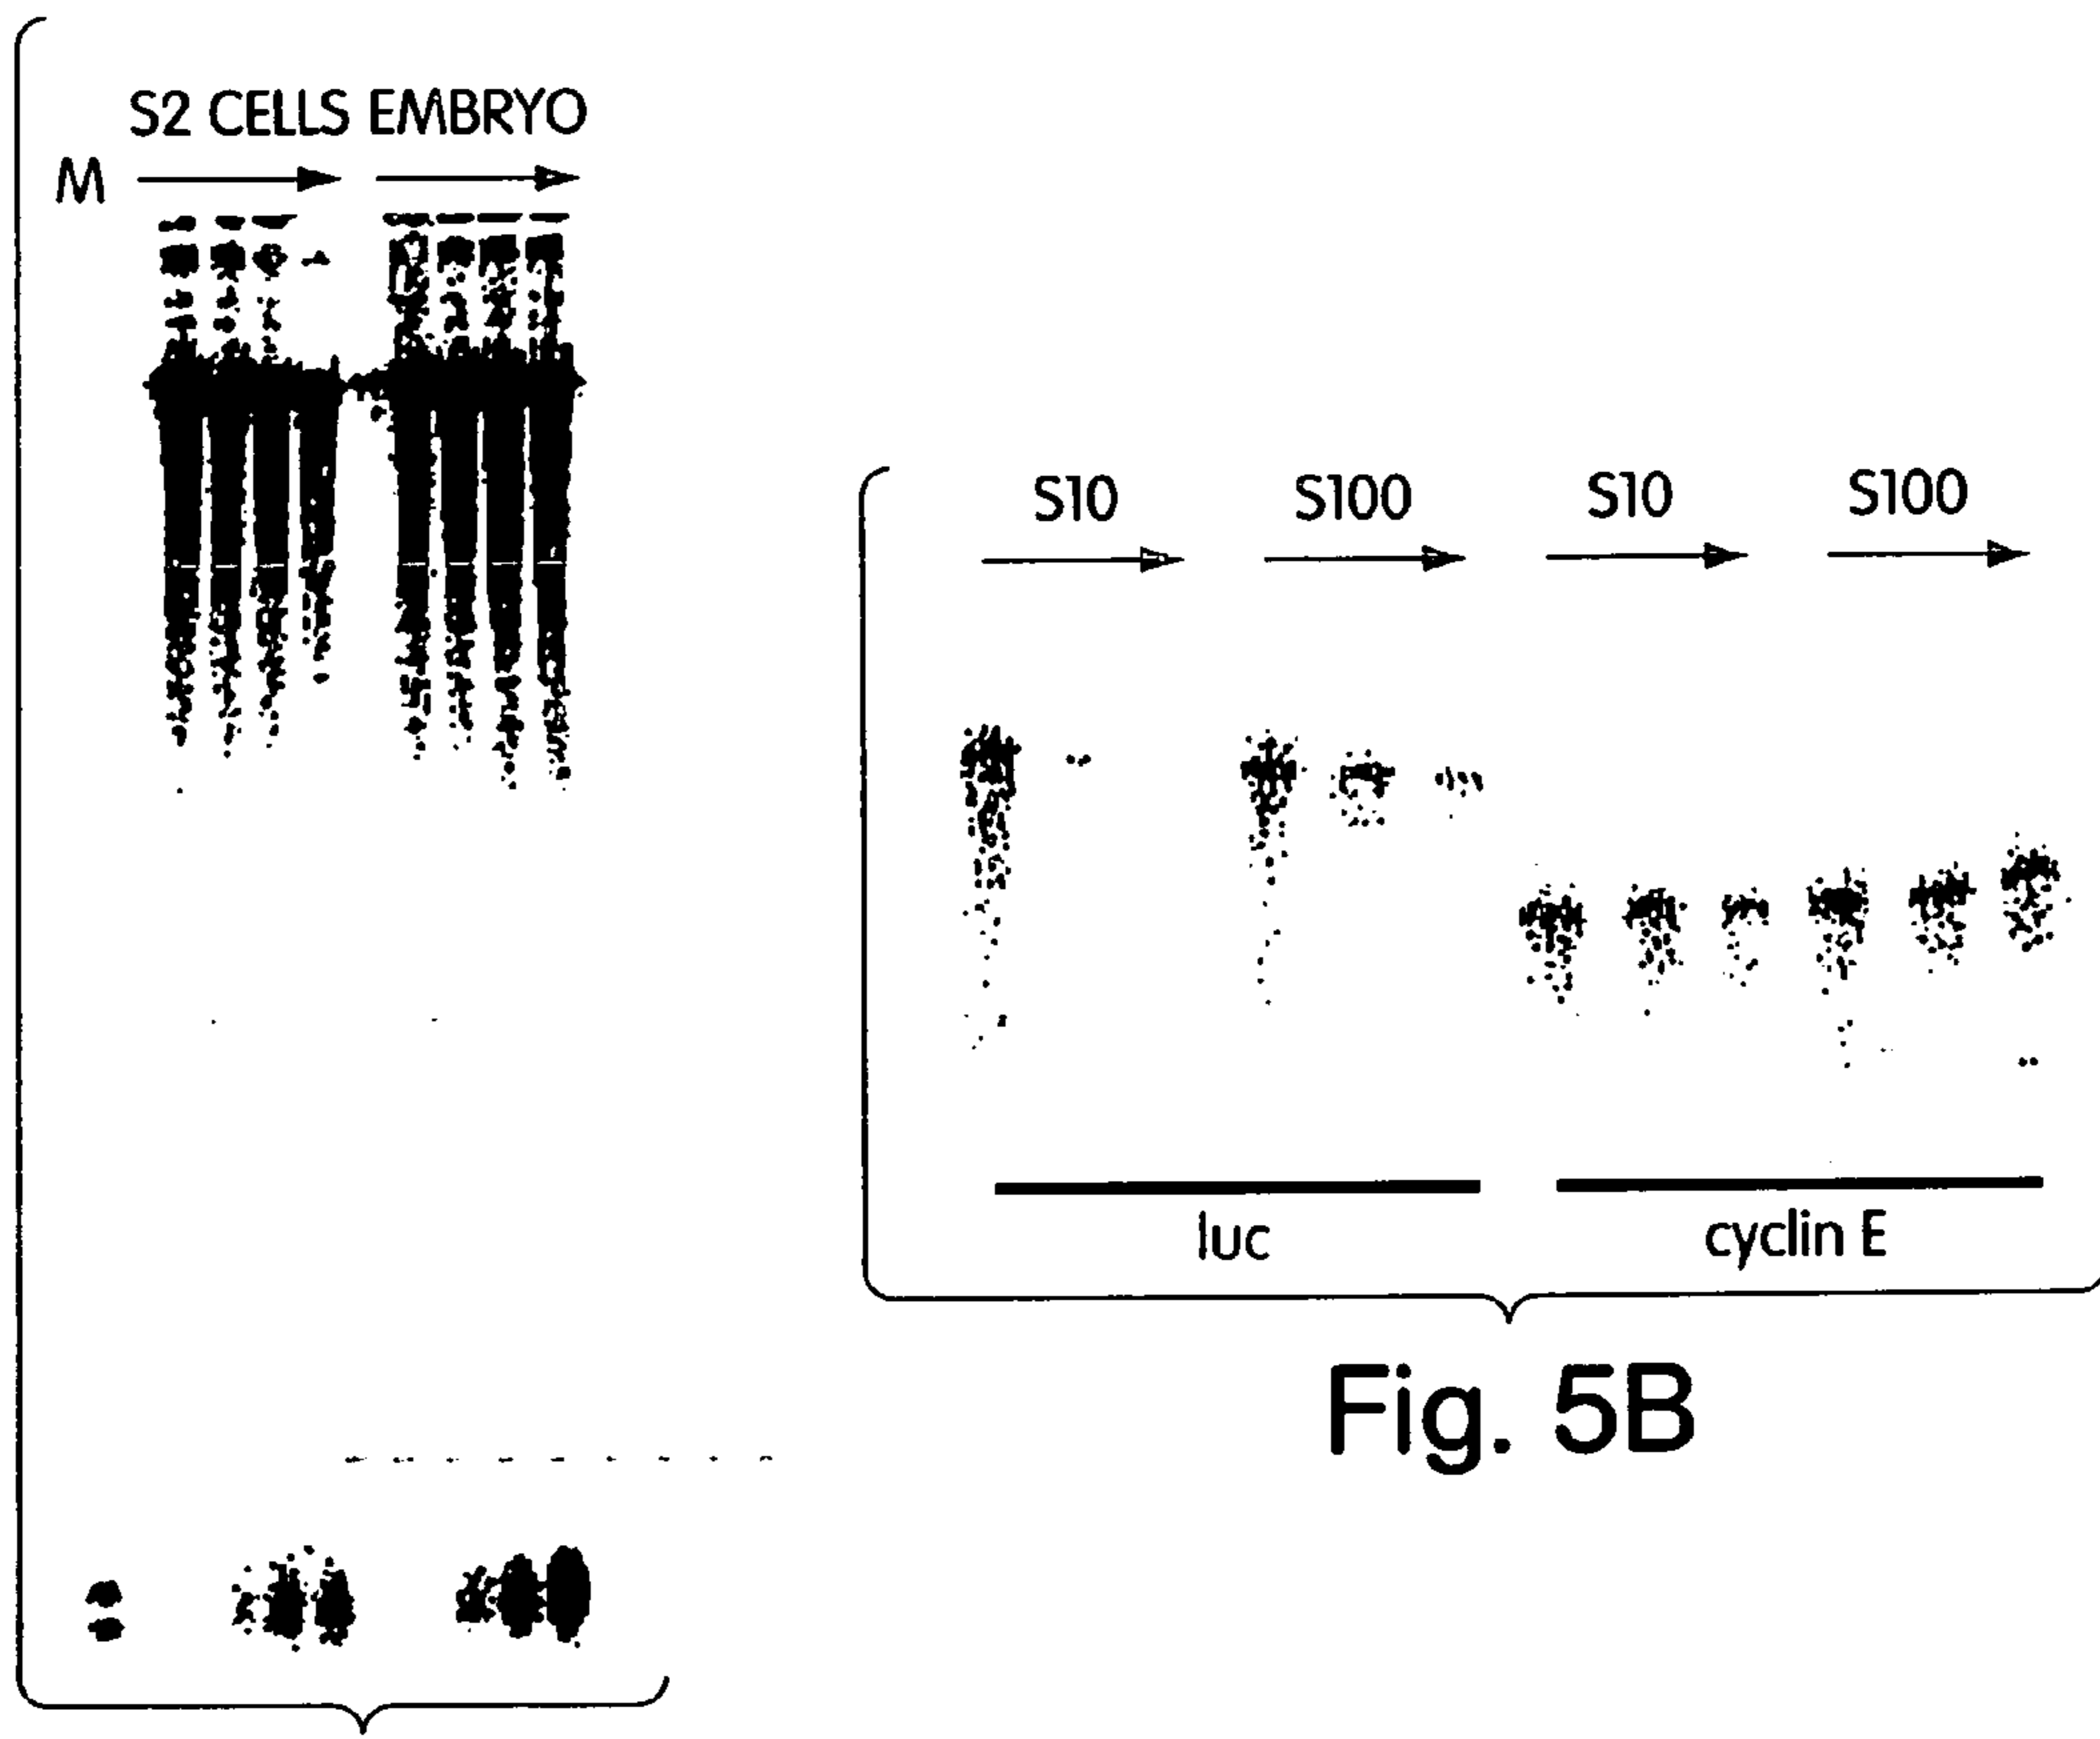 S2 CELLS EMBRYO
M
S10 S100 S10 S100
luc cyclin E
Fig. 5B